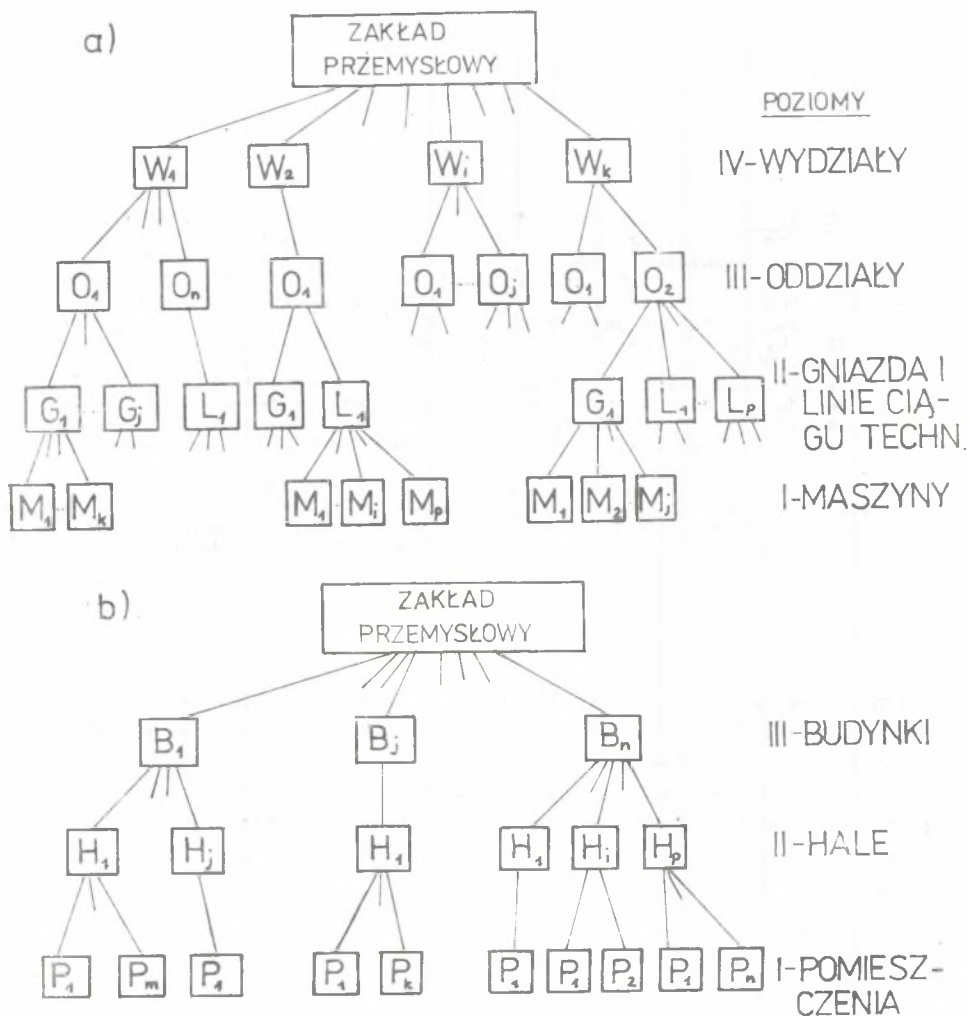 a)
ZAKŁAD
PRZEMYSŁOWY
POZIOMY
W₁ W₂ Wᵢ Wₖ IV-WYDZIAŁY
O₁ Oₙ O₁ O₁ Oⱼ O₁ O₂ III-ODDZIAŁY
G₁ Gⱼ L₁ G₁ L₁ G₁ L₁ Lₚ II-GNIAZDA I
LINIE CIĄ-
GU TECHN.
M₁ Mₖ M₁ Mᵢ Mₚ M₁ M₂ Mⱼ I-MASZYNY
b)
ZAKŁAD
PRZEMYSŁOWY
B₁ Bⱼ Bₙ III-BUDYNKI
H₁ Hⱼ H₁ H₁ Hᵢ Hₚ II-HALE
P₁ Pₘ P₁ P₁ Pₖ P₁ P₁ P₂ P₁ Pₙ I-POMIESZ-
CZENIA